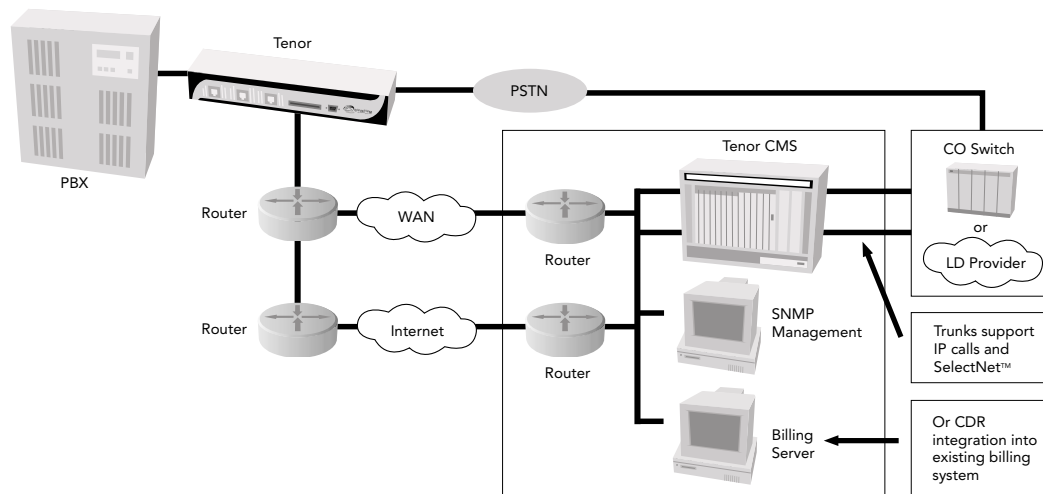 Tenor
PBX
PSTN
Tenor CMS
CO Switch
or
LD Provider
Router
WAN
Router
Router
Internet
Router
SNMP
Management
Billing
Server
Trunks support
IP calls and
SelectNet™
Or CDR
integration into
existing billing
system